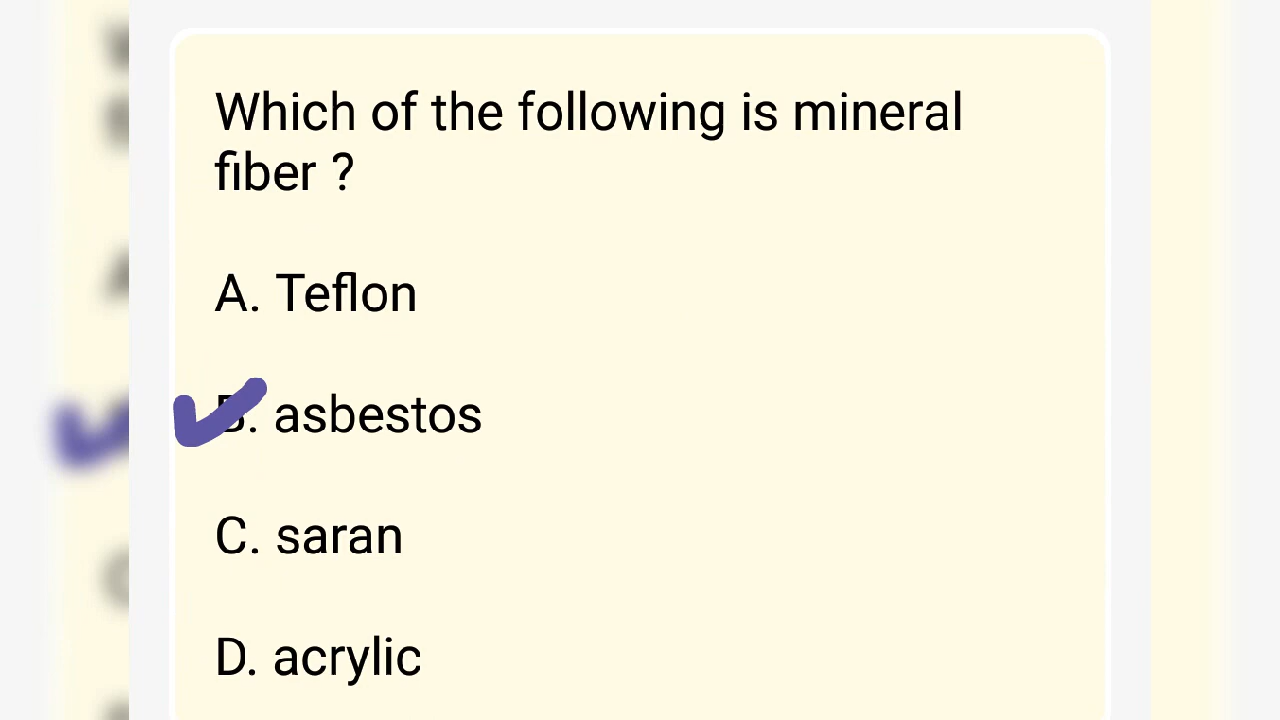 Which of the following is mineral
fiber ?
A. Teflon
B. asbestos
C. saran
D. acrylic